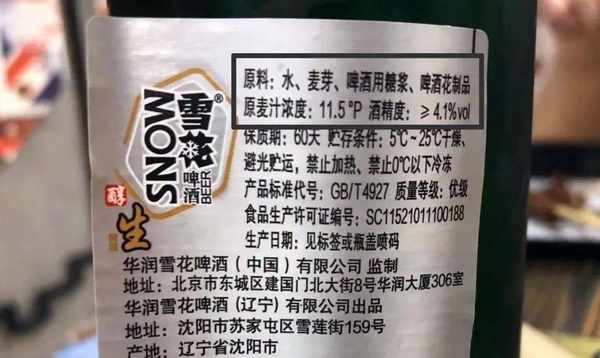 原料：水、麦芽、啤酒用糖浆、啤酒花制品
原麦汁浓度：11.5 °P 酒精度：≥4.1%vol
保质期：60天 贮存条件：5℃~25℃干燥、
避光贮运，禁止加热、禁止0℃以下冷冻
产品标准代号：GB/T4927 质量等级：优级
食品生产许可证编号：SC11521011100188
生产日期：见标签或瓶盖喷码
华润雪花啤酒（中国）有限公司 监制
地址：北京市东城区建国门北大街8号华润大厦306室
华润雪花啤酒(辽宁)有限公司出品
地址：沈阳市苏家屯区雪莲街159号
产地：辽宁省沈阳市
雪花®
SNOW
啤酒
BEER
醇
生